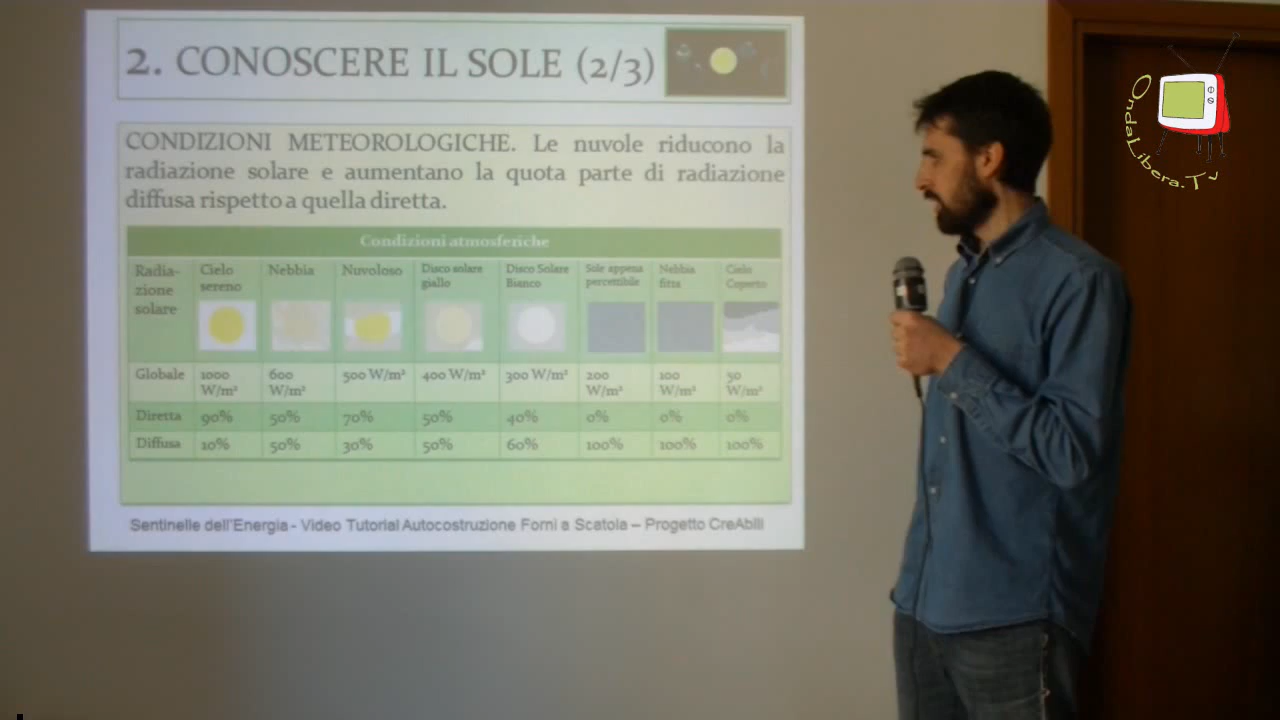 2. CONOSCERE IL SOLE (2/3)
CONDIZIONI METEOROLOGICHE. Le nuvole riducono la
radiazione solare e aumentano la quota parte di radiazione
diffusa rispetto a quella diretta.
Condizioni atmosferiche
Radia-
zione
solare
Cielo
sereno
Nebbia
Nuvoloso
Disco solare
giallo
Disco Solare
Bianco
Sole appena
percettibile
Nebbia
fitta
Cielo
Coperto
Globale 1000 W/m² 600 W/m² 500 W/m² 400 W/m² 300 W/m² 200 W/m² 100 W/m² 50 W/m²
Diretta 90% 50% 70% 50% 40% 0% 0% 0%
Diffusa 10% 50% 30% 50% 60% 100% 100% 100%
Sentinelle dell'Energia - Video Tutorial Autocostruzione Forni a Scatola – Progetto CreAbili
OndaLibera.Tv